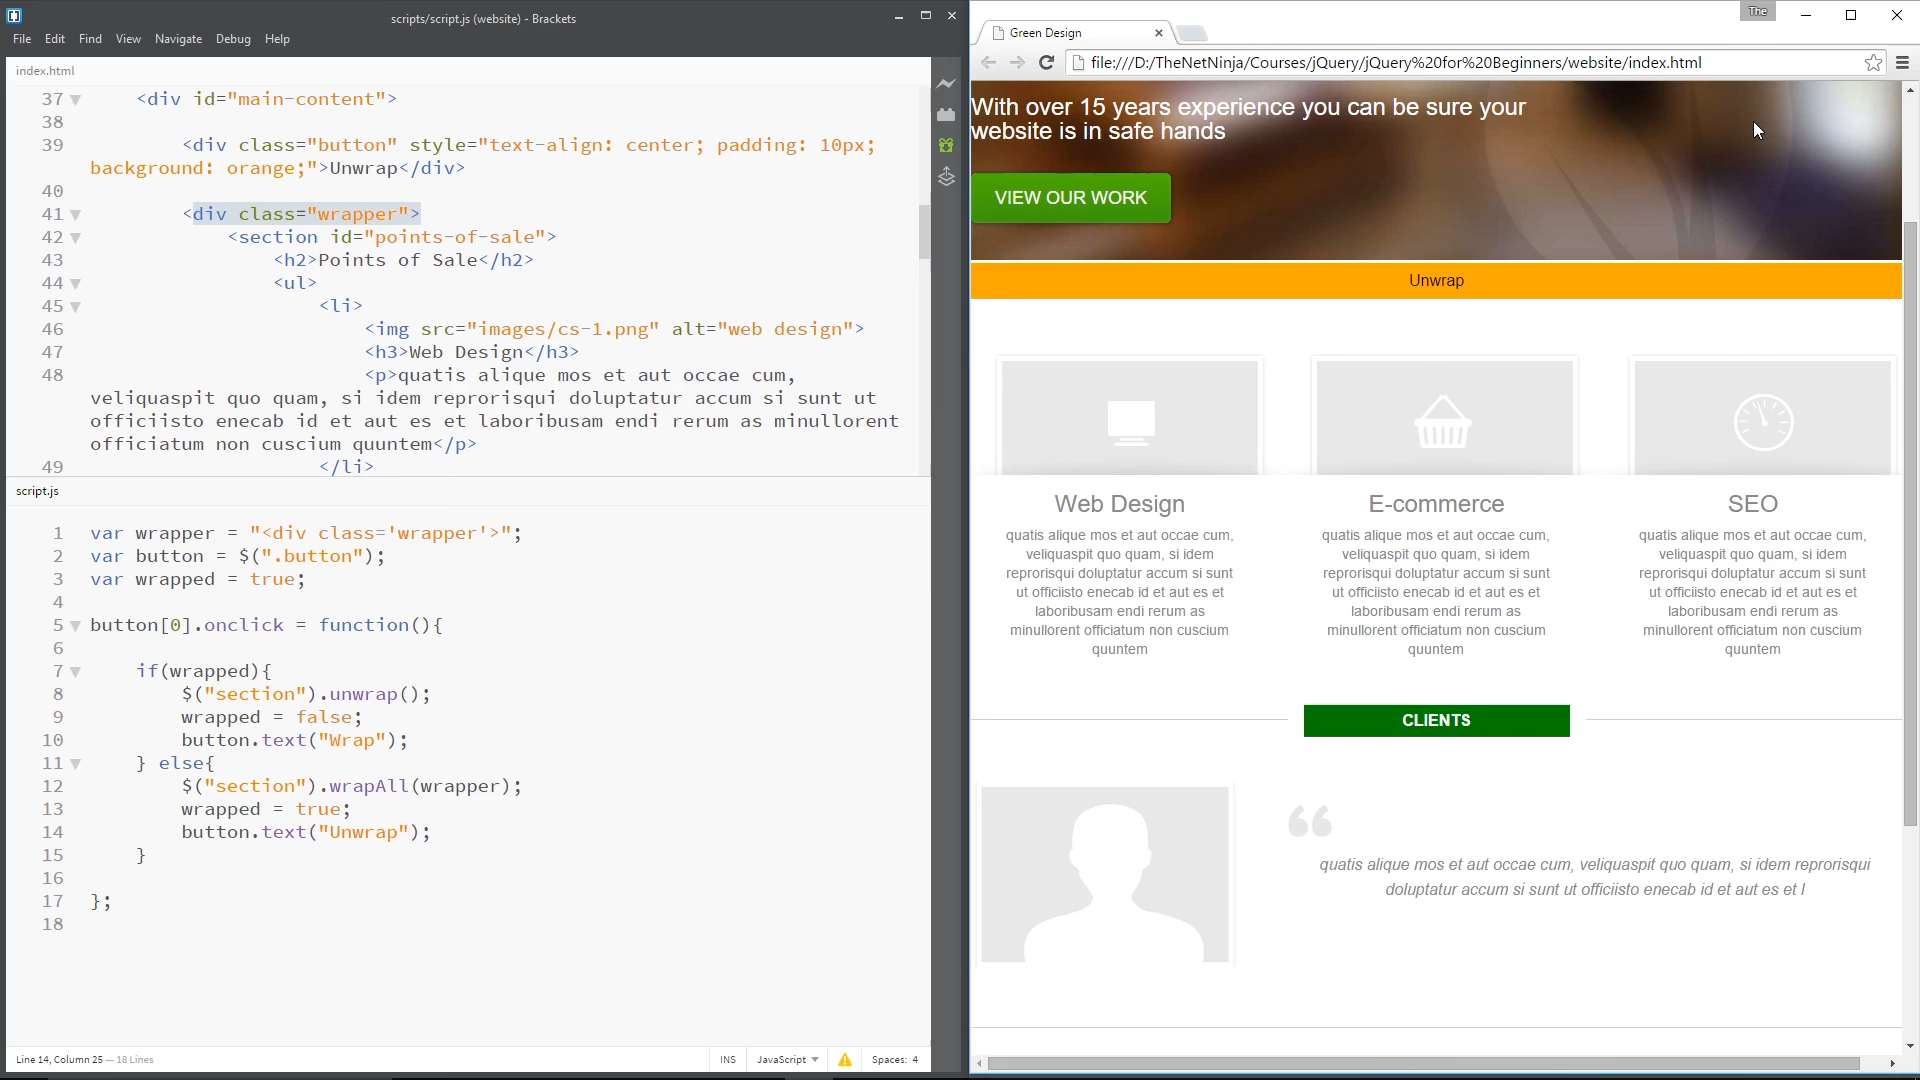 scripts/script.js (website) - Brackets
File Edit Find View Navigate Debug Help
index.html
37 <div id="main-content">
38
39 <div class="button" style="text-align: center; padding: 10px;
background: orange;">Unwrap</div>
40
41 <div class="wrapper">
42 <section id="points-of-sale">
43 <h2>Points of Sale</h2>
44 <ul>
45 <li>
46 <img src="images/cs-1.png" alt="web design">
47 <h3>Web Design</h3>
48 <p>quatis alique mos et aut occae cum,
veliquaspit quo quam, si idem reprorisqui doluptatur accum si sunt ut
officiisto enecab id et aut es et laboribusam endi rerum as minullorent
officiatum non cuscium quuntem</p>
49 </li>
script.js
1 var wrapper = "<div class='wrapper'>";
2 var button = $(".button");
3 var wrapped = true;
4
5 button[0].onclick = function(){
6
7 if(wrapped){
8 $("section").unwrap();
9 wrapped = false;
10 button.text("Wrap");
11 } else{
12 $("section").wrapAll(wrapper);
13 wrapped = true;
14 button.text("Unwrap");
15 }
16
17 };
18
Line 14, Column 25 — 18 Lines
INS JavaScript Spaces: 4
The
Green Design
file:///D:/TheNetNinja/Courses/jQuery/jQuery%20for%20Beginners/website/index.html
With over 15 years experience you can be sure your
website is in safe hands
VIEW OUR WORK
Unwrap
Web Design
quatis alique mos et aut occae cum,
veliquaspit quo quam, si idem
reprorisqui doluptatur accum si sunt
ut officiisto enecab id et aut es et
laboribusam endi rerum as
minullorent officiatum non cuscium
quuntem
E-commerce
quatis alique mos et aut occae cum,
veliquaspit quo quam, si idem
reprorisqui doluptatur accum si sunt
ut officiisto enecab id et aut es et
laboribusam endi rerum as
minullorent officiatum non cuscium
quuntem
SEO
quatis alique mos et aut occae cum,
veliquaspit quo quam, si idem
reprorisqui doluptatur accum si sunt
ut officiisto enecab id et aut es et
laboribusam endi rerum as
minullorent officiatum non cuscium
quuntem
CLIENTS
“
quatis alique mos et aut occae cum, veliquaspit quo quam, si idem reprorisqui
doluptatur accum si sunt ut officiisto enecab id et aut es et l